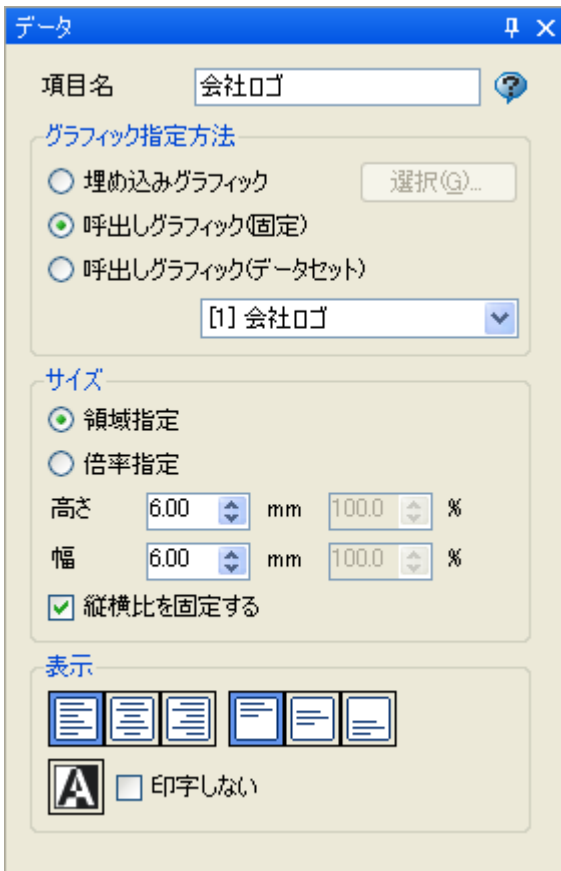 データ
項目名 会社ロゴ
グラフィック指定方法
埋め込みグラフィック 選択(G)...
呼出しグラフィック(固定)
呼出しグラフィック(データセット)
[1] 会社ロゴ
サイズ
領域指定
倍率指定
高さ 6.00 mm 100.0 %
幅 6.00 mm 100.0 %
縦横比を固定する
表示
A 印字しない